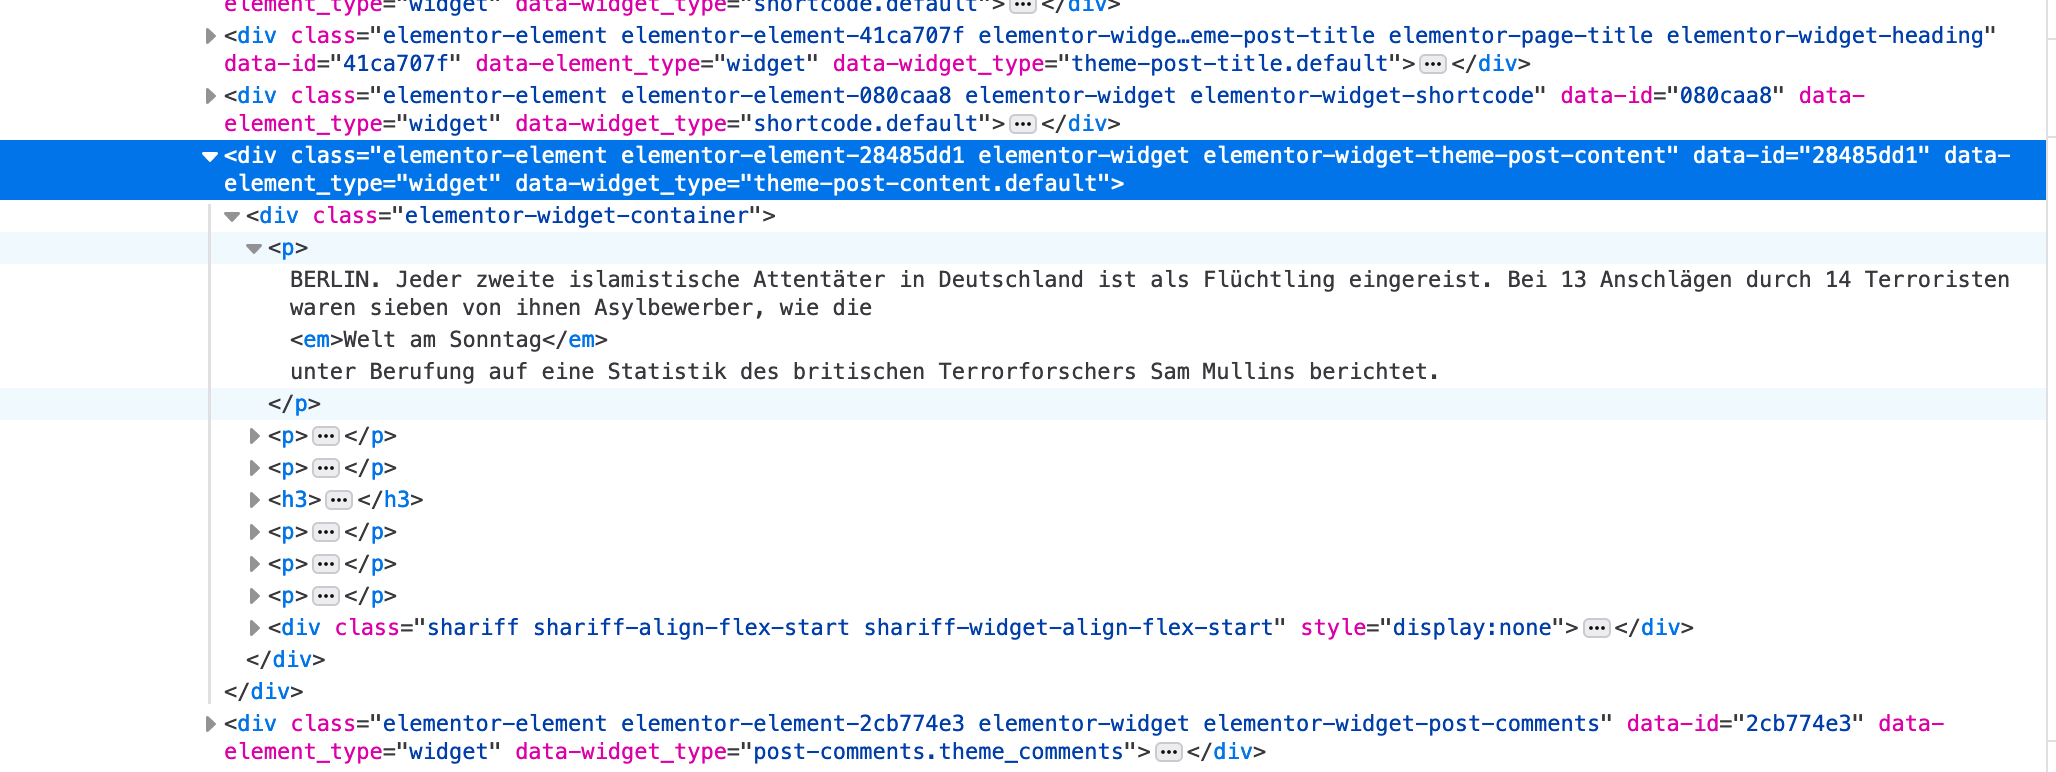 element_type="widget" data-widget_type="shortcode.default">⋯</div>
<div class="elementor-element elementor-element-41ca707f elementor-widge…eme-post-title elementor-page-title elementor-widget-heading"
data-id="41ca707f" data-element_type="widget" data-widget_type="theme-post-title.default">⋯</div>
<div class="elementor-element elementor-element-080caa8 elementor-widget elementor-widget-shortcode" data-id="080caa8" data-
element_type="widget" data-widget_type="shortcode.default">⋯</div>
<div class="elementor-element elementor-element-28485dd1 elementor-widget elementor-widget-theme-post-content" data-id="28485dd1" data-
element_type="widget" data-widget_type="theme-post-content.default">
<div class="elementor-widget-container">
<p>
BERLIN. Jeder zweite islamistische Attentäter in Deutschland ist als Flüchtling eingereist. Bei 13 Anschlägen durch 14 Terroristen
waren sieben von ihnen Asylbewerber, wie die
<em>Welt am Sonntag</em>
unter Berufung auf eine Statistik des britischen Terrorforschers Sam Mullins berichtet.
</p>
<p>⋯</p>
<p>⋯</p>
<h3>⋯</h3>
<p>⋯</p>
<p>⋯</p>
<p>⋯</p>
<div class="shariff shariff-align-flex-start shariff-widget-align-flex-start" style="display:none">⋯</div>
</div>
</div>
<div class="elementor-element elementor-element-2cb774e3 elementor-widget elementor-widget-post-comments" data-id="2cb774e3" data-
element_type="widget" data-widget_type="post-comments.theme_comments">⋯</div>